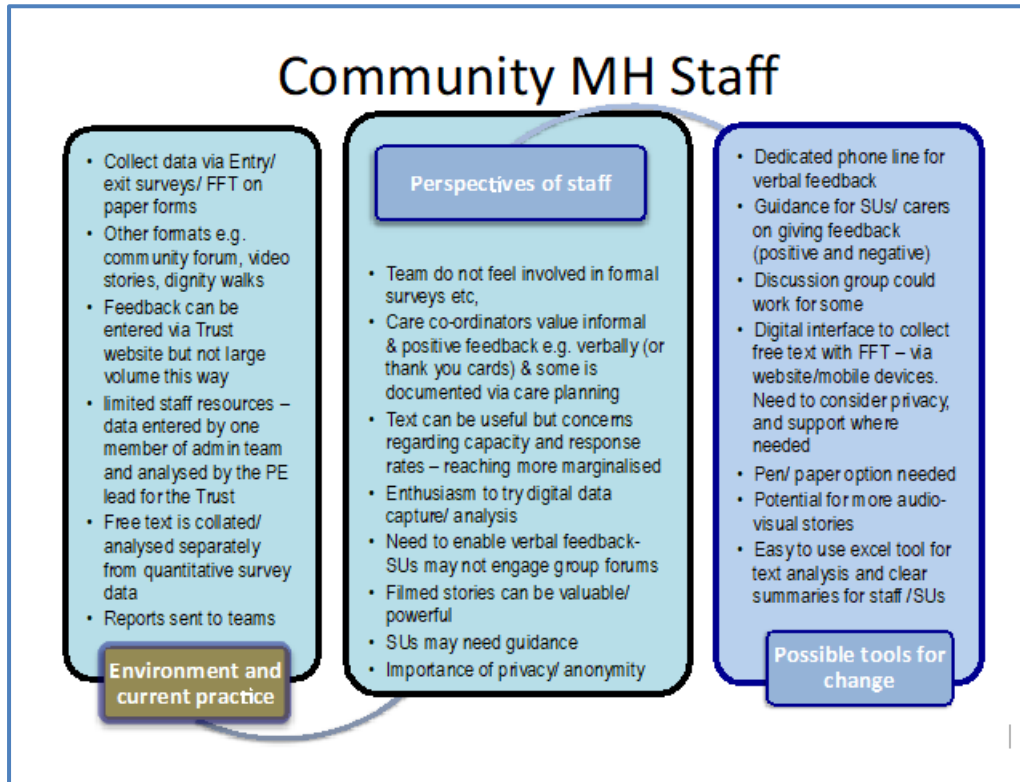 Community MH Staff
• Collect data via Entry/
exit surveys/ FFT on
paper forms
• Other formats e.g.
community forum, video
stories, dignity walks
• Feedback can be
entered via Trust
website but not large
volume this way
• limited staff resources –
data entered by one
member of admin team
and analysed by the PE
lead for the Trust
• Free text is collated/
analysed separately
from quantitative survey
data
• Reports sent to teams
Environment and
current practice
Perspectives of staff
• Team do not feel involved in formal
surveys etc,
• Care co-ordinators value informal
& positive feedback e.g. verbally (or
thank you cards) & some is
documented via care planning
• Text can be useful but concerns
regarding capacity and response
rates – reaching more marginalised
• Enthusiasm to try digital data
capture/ analysis
• Need to enable verbal feedback-
SUs may not engage group forums
• Filmed stories can be valuable/
powerful
• SUs may need guidance
• Importance of privacy/ anonymity
• Dedicated phone line for
verbal feedback
• Guidance for SUs/ carers
on giving feedback
(positive and negative)
• Discussion group could
work for some
• Digital interface to collect
free text with FFT – via
website/mobile devices.
Need to consider privacy,
and support where
needed
• Pen/ paper option needed
• Potential for more audio-
visual stories
• Easy to use excel tool for
text analysis and clear
summaries for staff /SUs
Possible tools for
change